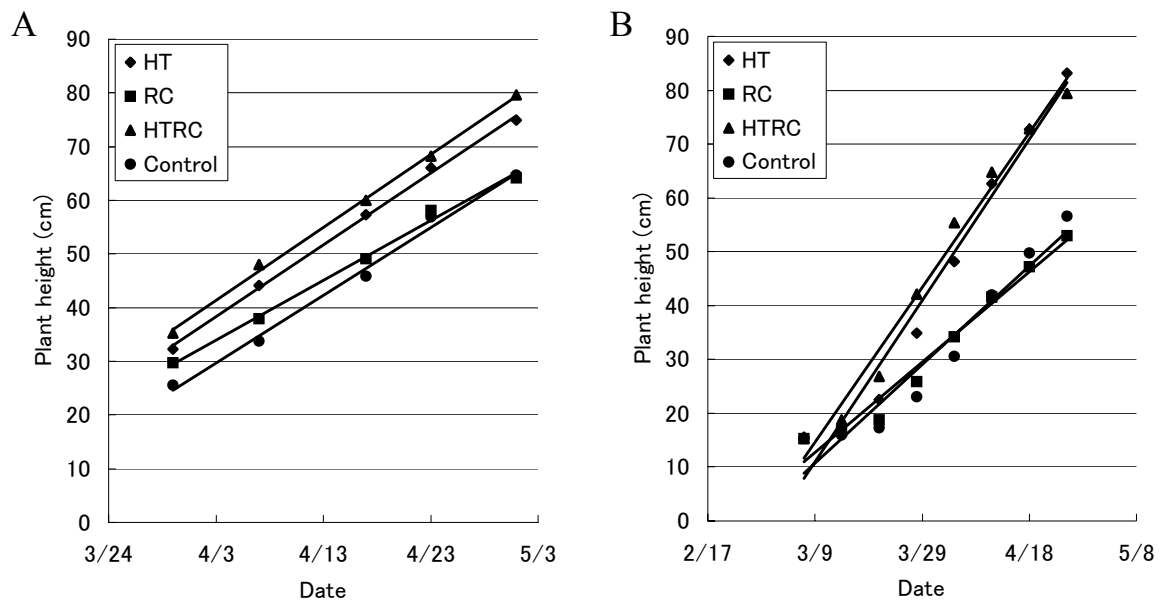 A
Plant height (cm)
90
80
70
60
50
40
30
20
10
0
HT
RC
HTRC
Control
3/24 4/3 4/13 4/23 5/3
Date
B
Plant height (cm)
90
80
70
60
50
40
30
20
10
0
HT
RC
HTRC
Control
2/17 3/9 3/29 4/18 5/8
Date